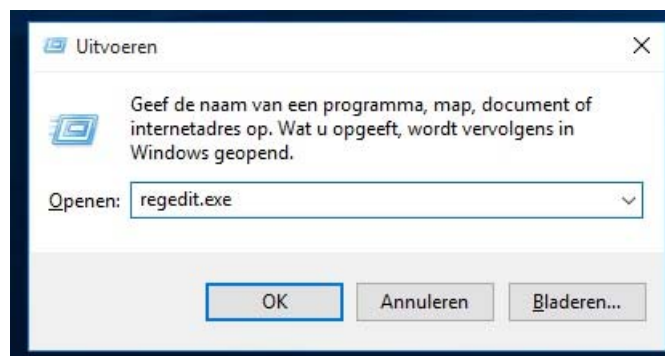 Uitvoeren
Geef de naam van een programma, map, document of
internetadres op. Wat u opgeeft, wordt vervolgens in
Windows geopend.
Openen: regedit.exe
OK Annuleren Bladeren...